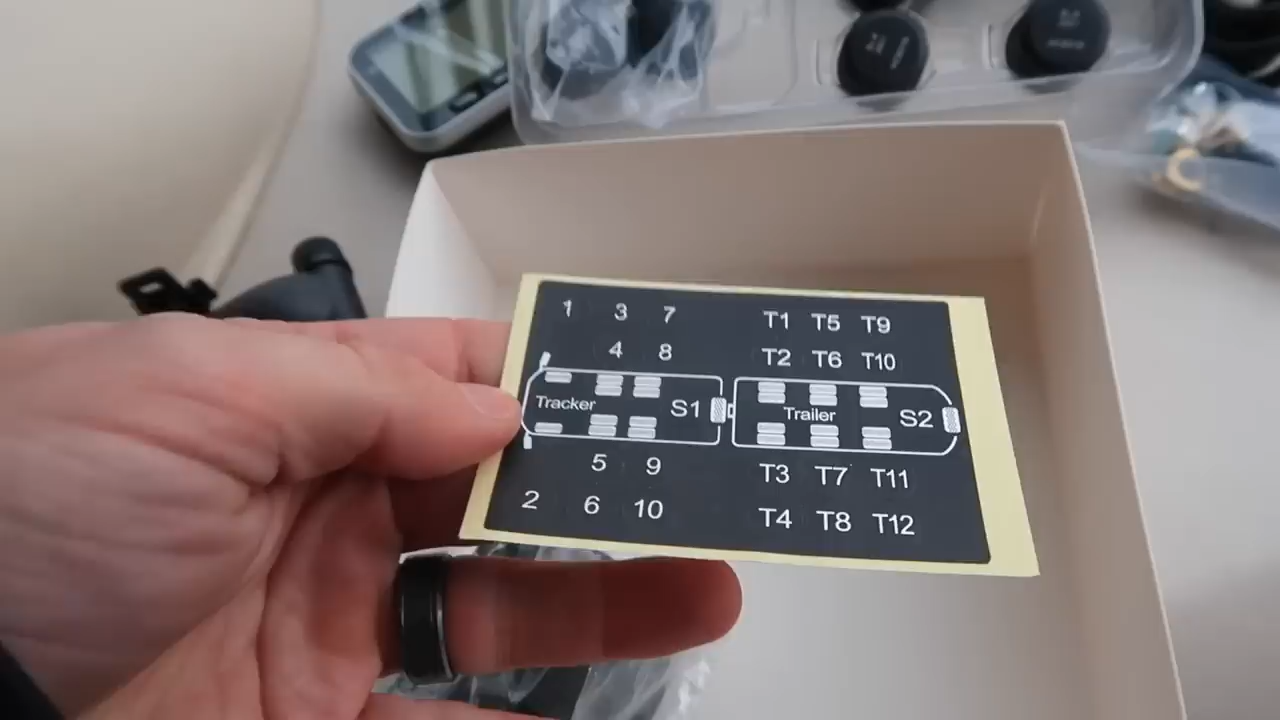 1 3 7 T1 T5 T9
4 8 T2 T6 T10
Tracker S1 Trailer S2
5 9 T3 T7 T11
2 6 10 T4 T8 T12